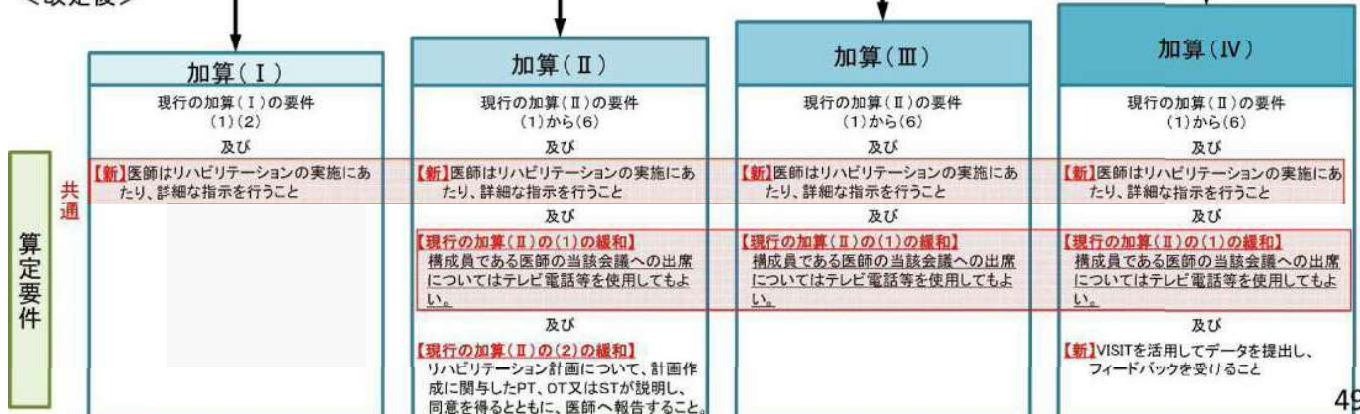 <改定後>
加算(Ⅰ)
現行の加算(Ⅰ)の要件
(1)(2)
及び
【新】医師はリハビリテーションの実施にあ
たり、詳細な指示を行うこと
加算(Ⅱ)
現行の加算(Ⅱ)の要件
(1)から(6)
及び
【新】医師はリハビリテーションの実施にあ
たり、詳細な指示を行うこと
及び
【現行の加算(Ⅱ)の(1)の緩和】
構成員である医師の当該会議への出席
についてはテレビ電話等を使用してもよ
い。
及び
【現行の加算(Ⅱ)の(2)の緩和】
リハビリテーション計画について、計画作
成に関与したPT、OT又はSTが説明し、
同意を得るとともに、医師へ報告すること。
加算(Ⅲ)
現行の加算(Ⅱ)の要件
(1)から(6)
及び
【新】医師はリハビリテーションの実施にあ
たり、詳細な指示を行うこと
及び
【現行の加算(Ⅱ)の(1)の緩和】
構成員である医師の当該会議への出席
についてはテレビ電話等を使用してもよ
い。
加算(Ⅳ)
現行の加算(Ⅱ)の要件
(1)から(6)
及び
【新】医師はリハビリテーションの実施にあ
たり、詳細な指示を行うこと
及び
【現行の加算(Ⅱ)の(1)の緩和】
構成員である医師の当該会議への出席
についてはテレビ電話等を使用してもよ
い。
及び
【新】VISITを活用してデータを提出し、
フィードバックを受けること
共通
算定要件
49